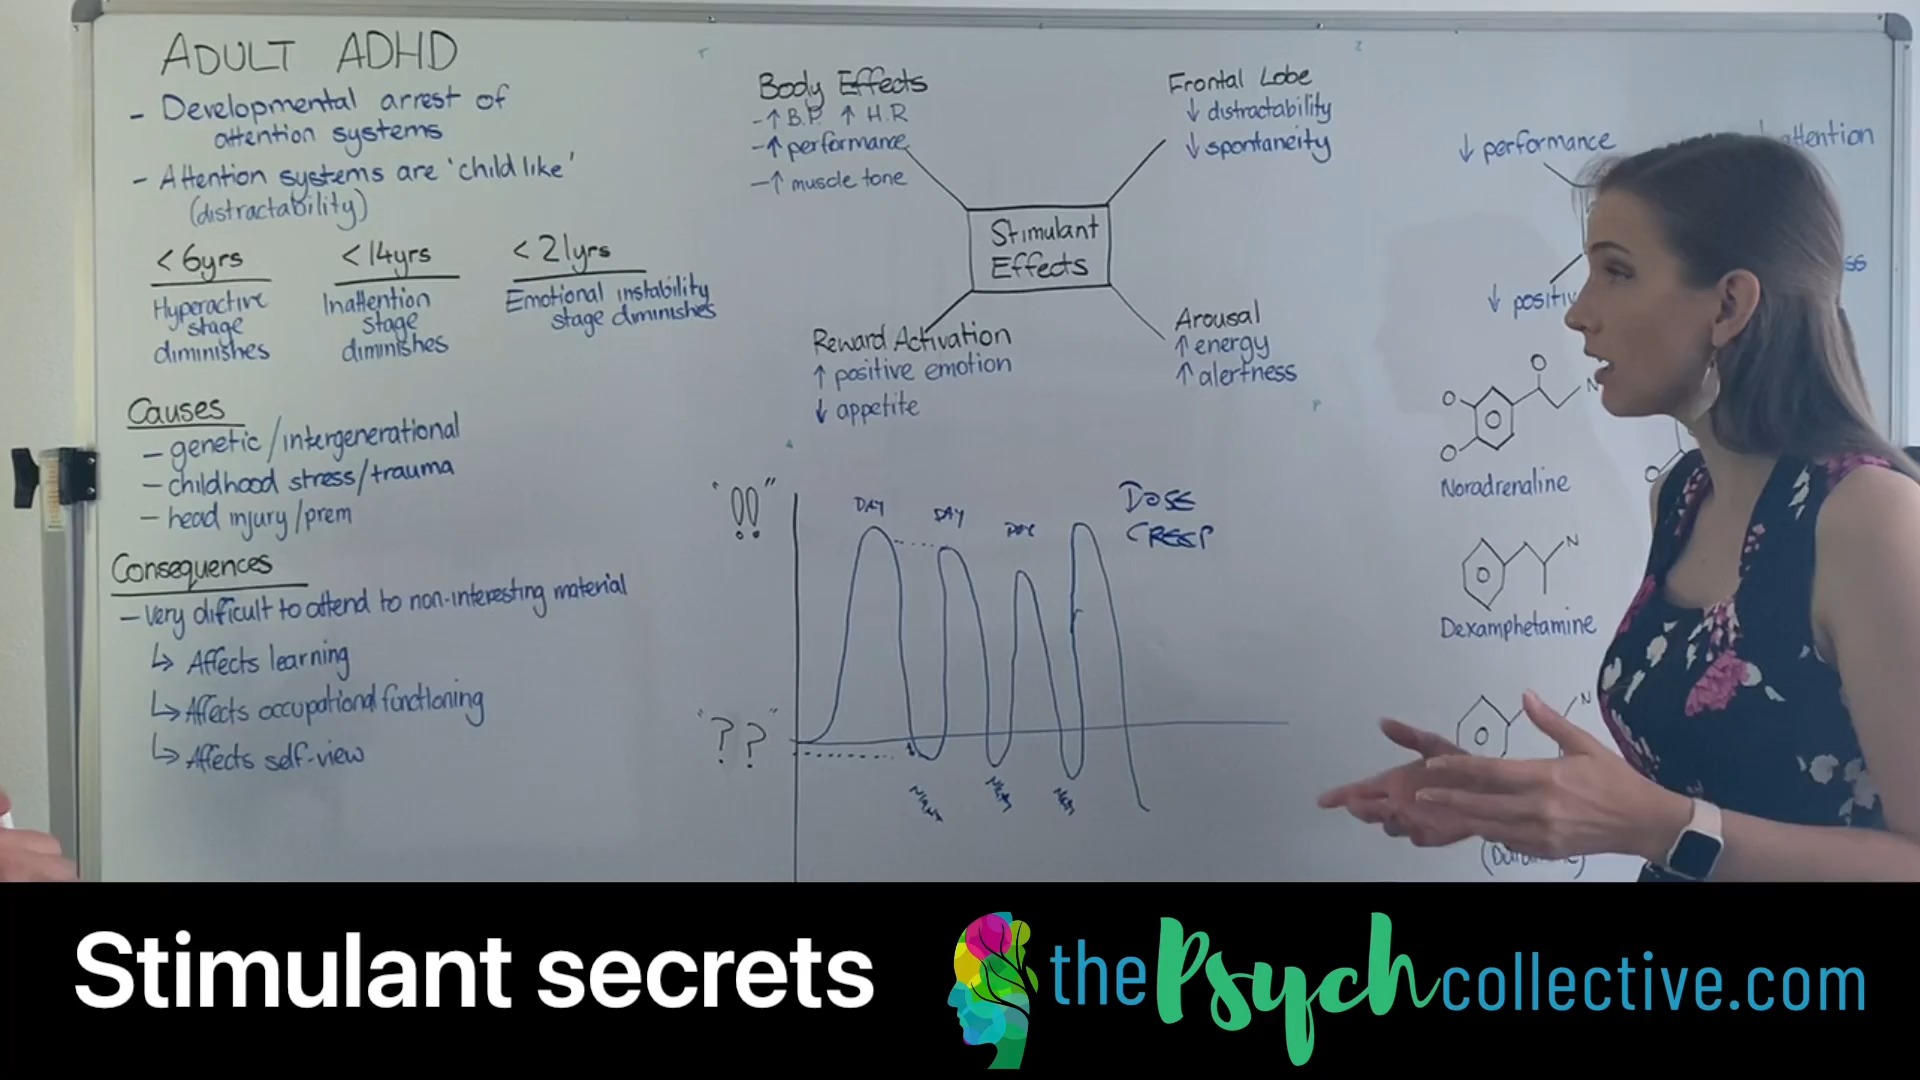 ADULT ADHD
- Developmental arrest of
attention systems
- Attention systems are 'child like'
(distractability)
< 6yrs
Hyperactive
stage
diminishes
< 14yrs
Inattention
stage
diminishes
< 21yrs
Emotional instability
stage diminishes
Causes
- genetic/intergenerational
- childhood stress/trauma
- head injury/prem
Consequences
- Very difficult to attend to non-interesting material
↳ Affects learning
↳ Affects occupational functioning
↳ Affects self-view
Body Effects
- ↑ B.P. ↑ H.R
- ↑ performance
- ↑ muscle tone
Frontal Lobe
↓ distractability
↓ spontaneity
Stimulant
Effects
Reward Activation
↑ positive emotion
↓ appetite
Arousal
↑ energy
↑ alertness
"!!"
DAY
DAY
DAY
DOSE
CREEP
"??"
↓ performance
attention
↓ positiv
ss
O
N
O
O
Noradrenaline
N
Dexamphetamine
N
Stimulant secrets
thePsychcollective.com